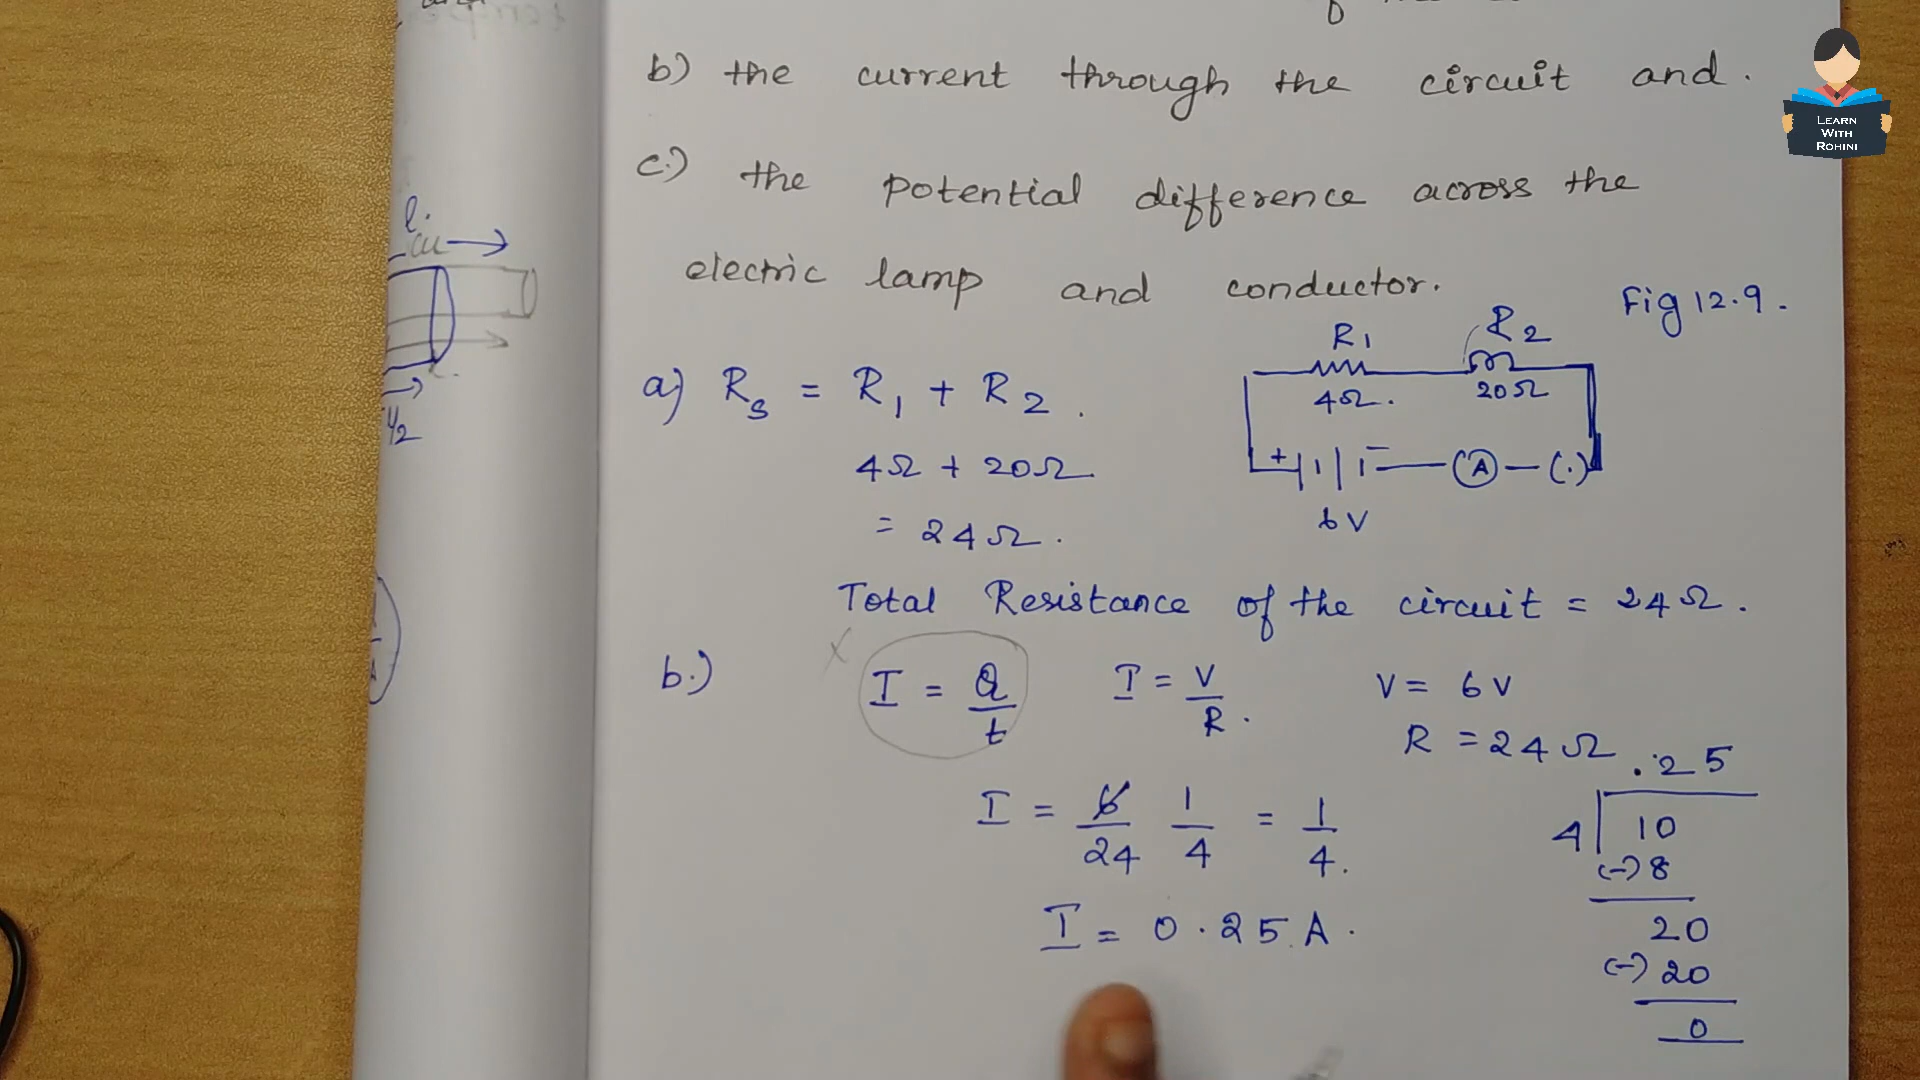 b) the current through the circuit and.
c.) the potential difference across the
electric lamp and conductor.
Fig 12.9.
R1 R2
4Ω. 20Ω
+ − (A) (.)
6V
a) Rs = R1 + R2.
4Ω + 20Ω
= 24Ω.
Total Resistance of the circuit = 24Ω.
b.) I = Q/t I = V/R. V = 6V
R = 24Ω
I = 6/24 1/4 = 1/4.
I = 0.25 A.
.25
4 10
(-) 8
20
(-) 20
0
LEARN
WITH
ROHINI